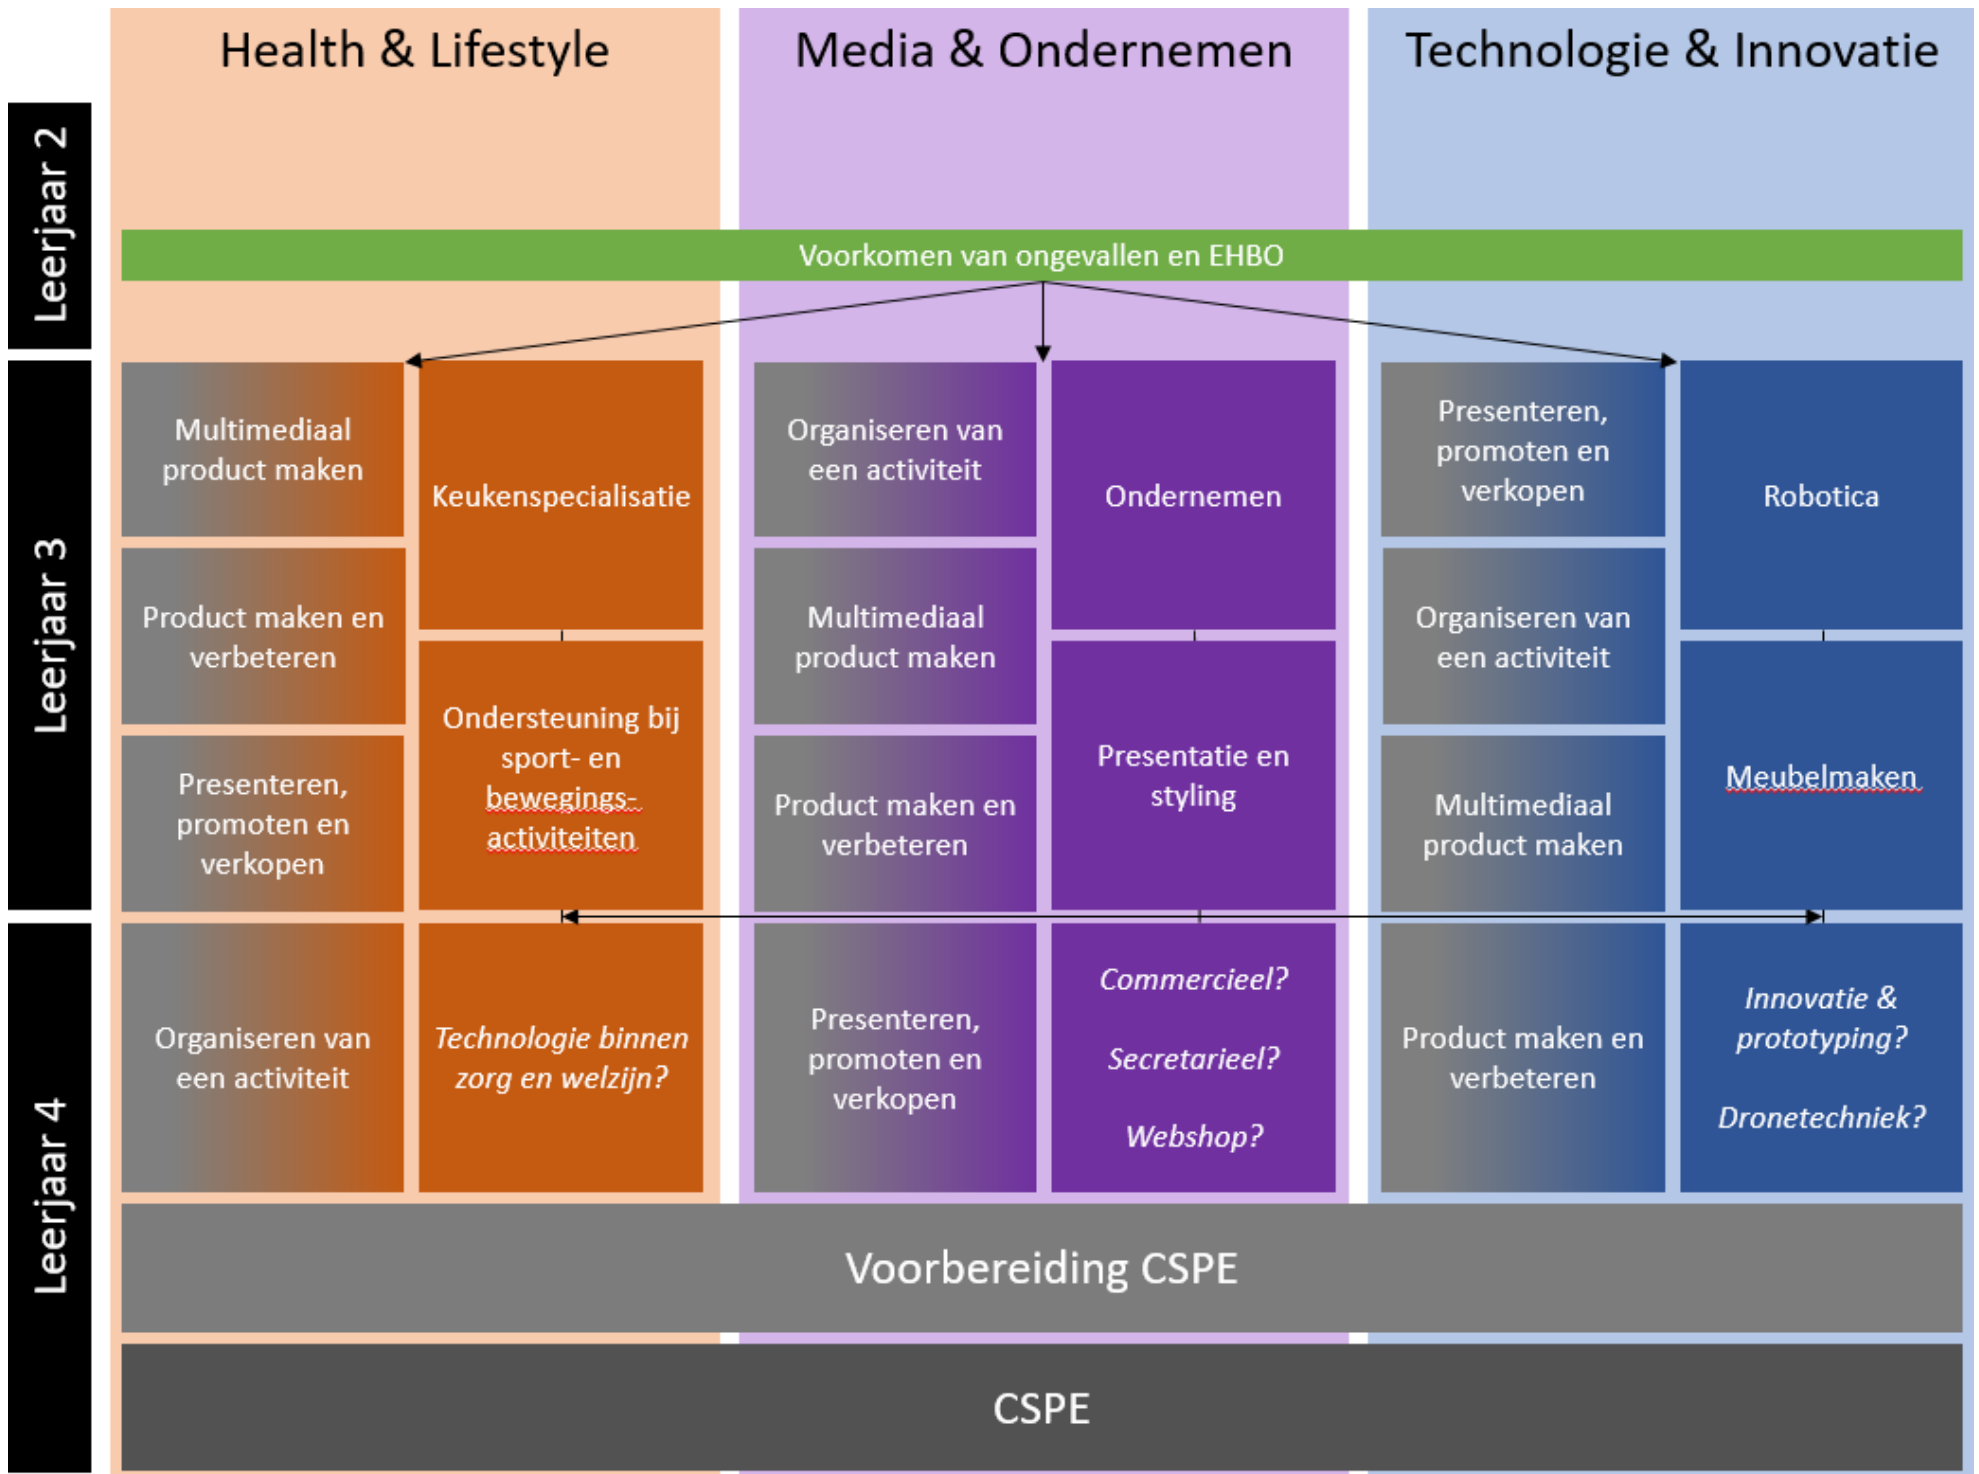 Health & Lifestyle
Media & Ondernemen
Technologie & Innovatie
Leerjaar 2
Voorkomen van ongevallen en EHBO
Leerjaar 3
Multimediaal
product maken
Product maken en
verbeteren
Presenteren,
promoten en
verkopen
Keukenspecialisatie
Ondersteuning bij
sport- en
bewegings-
activiteiten
Organiseren van
een activiteit
Multimediaal
product maken
Product maken en
verbeteren
Ondernemen
Presentatie en
styling
Presenteren,
promoten en
verkopen
Organiseren van
een activiteit
Multimediaal
product maken
Robotica
Meubelmaken
Leerjaar 4
Organiseren van
een activiteit
Technologie binnen
zorg en welzijn?
Presenteren,
promoten en
verkopen
Commercieel?
Secretarieel?
Webshop?
Product maken en
verbeteren
Innovatie &
prototyping?
Dronetechniek?
Voorbereiding CSPE
CSPE